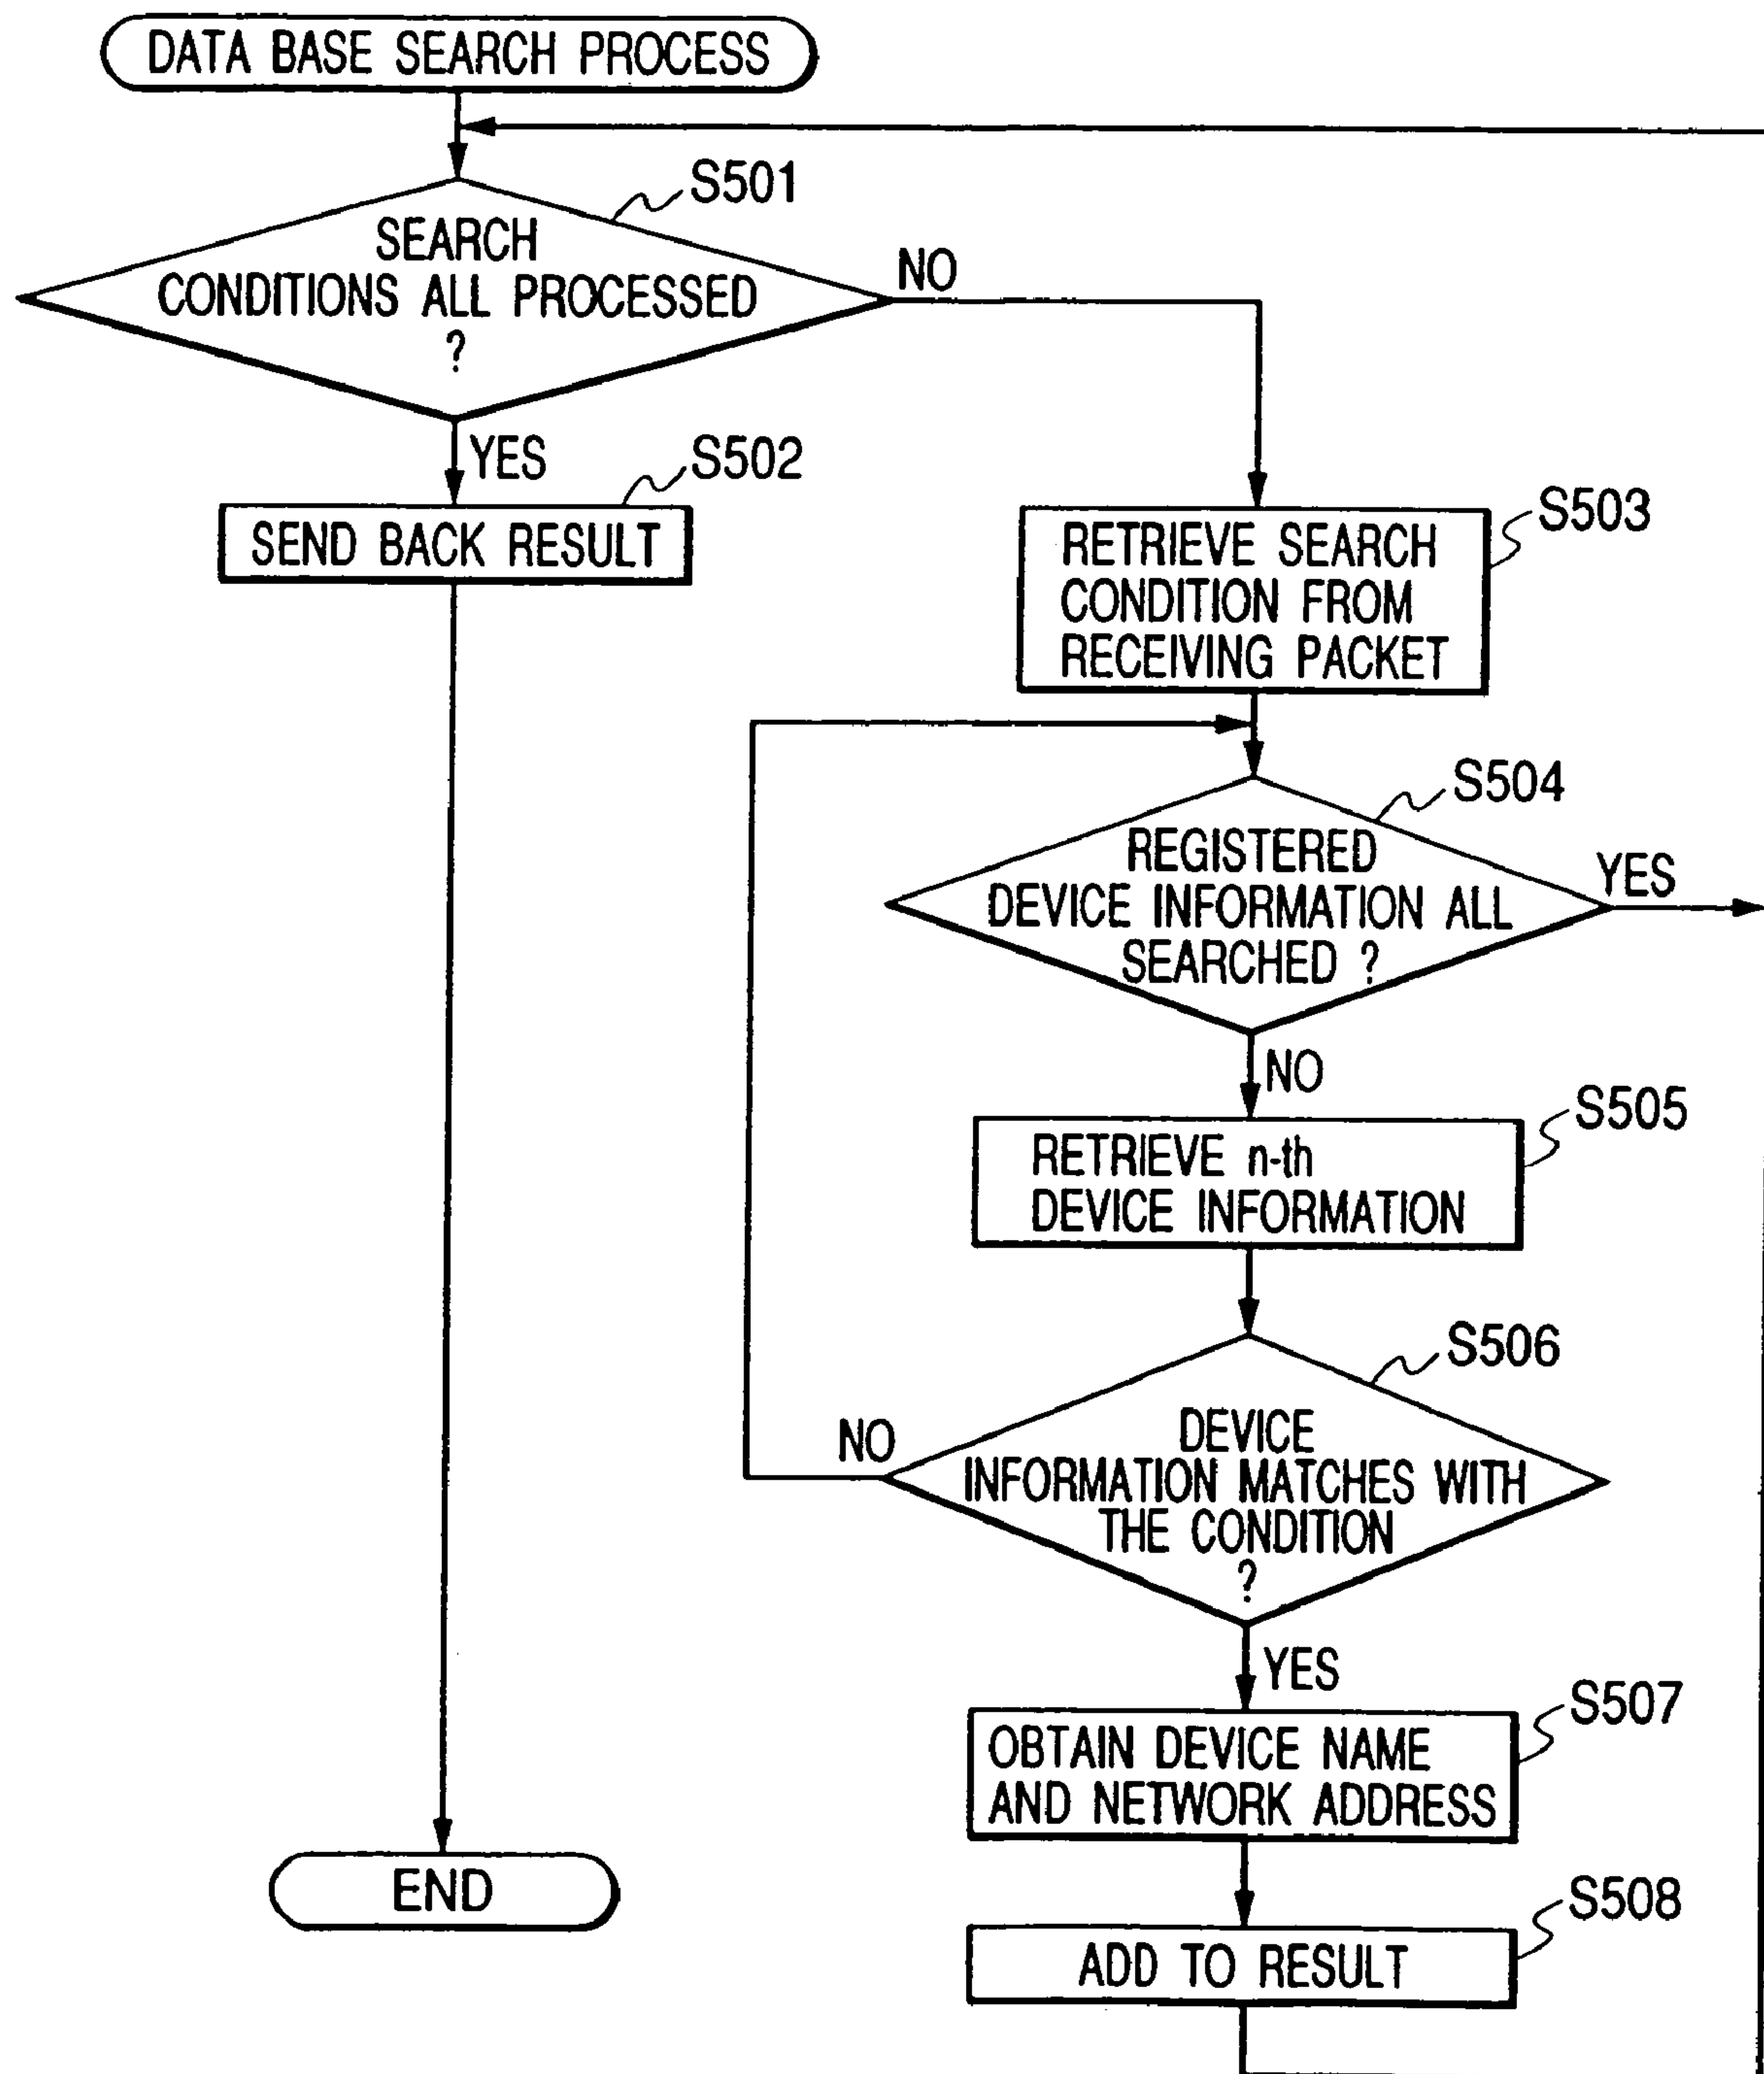 DATA BASE SEARCH PROCESS
S501
SEARCH
CONDITIONS ALL PROCESSED
?
NO
YES
S502
SEND BACK RESULT
S503
RETRIEVE SEARCH
CONDITION FROM
RECEIVING PACKET
S504
REGISTERED
DEVICE INFORMATION ALL
SEARCHED ?
YES
NO
S505
RETRIEVE n-th
DEVICE INFORMATION
S506
DEVICE
INFORMATION MATCHES WITH
THE CONDITION
?
NO
YES
S507
OBTAIN DEVICE NAME
AND NETWORK ADDRESS
S508
ADD TO RESULT
END